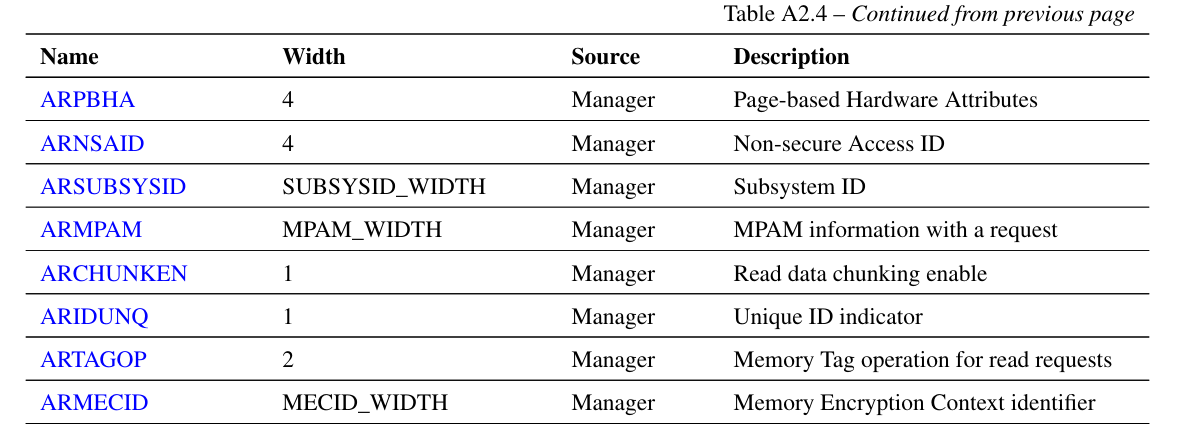 Table A2.4 – Continued from previous page
Name Width Source Description
ARPBHA 4 Manager Page-based Hardware Attributes
ARNSAID 4 Manager Non-secure Access ID
ARSUBSYSID SUBSYSID_WIDTH Manager Subsystem ID
ARMPAM MPAM_WIDTH Manager MPAM information with a request
ARCHUNKEN 1 Manager Read data chunking enable
ARIDUNQ 1 Manager Unique ID indicator
ARTAGOP 2 Manager Memory Tag operation for read requests
ARMECID MECID_WIDTH Manager Memory Encryption Context identifier